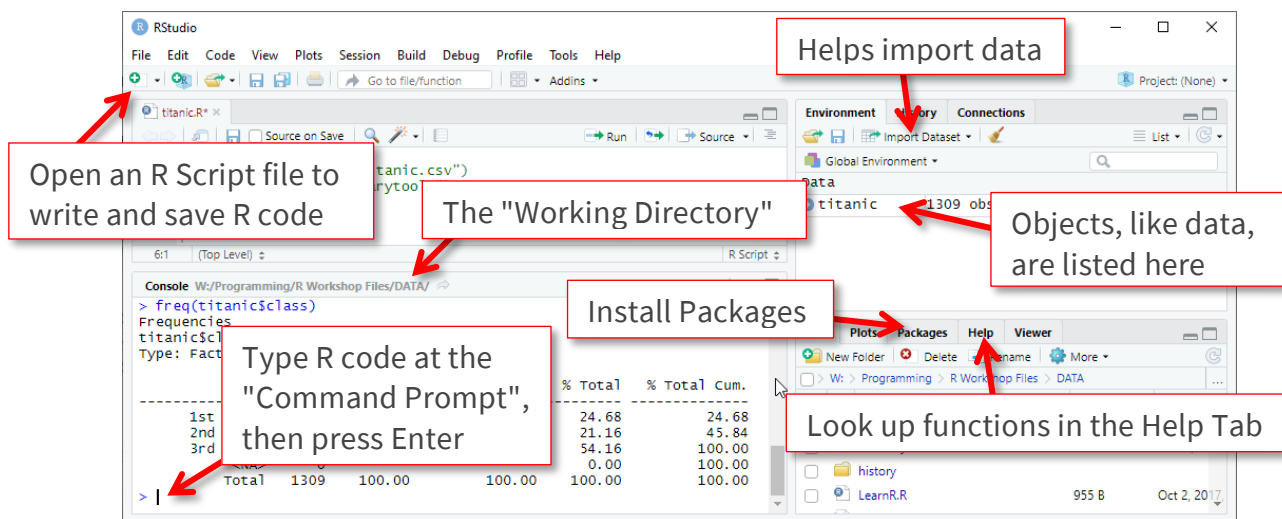 RStudio
File Edit Code View Plots Session Build Debug Profile Tools Help
Go to file/function Addins
Project: (None)
Helps import data
titanic.R*
Source on Save Run Source
Environment History Connections
Import Dataset List
Global Environment
Data
titanic 1309 obs
Open an R Script file to
write and save R code
tanic.csv")
rytoo
The "Working Directory"
Objects, like data,
are listed here
6:1 (Top Level) R Script
Console W:/Programming/R Workshop Files/DATA/
> freq(titanic$class)
Frequencies
titanic$cl
Type: Fact
Type R code at the
"Command Prompt",
then press Enter
% Total % Total Cum.
1st 24.68 24.68
2nd 21.16 45.84
3rd 54.16 100.00
<NA> 0 0.00 100.00
Total 1309 100.00 100.00 100.00 100.00
>
Install Packages
Plots Packages Help Viewer
New Folder Delete Rename More
W: > Programming > R Workshop Files > DATA ...
Look up functions in the Help Tab
history
LearnR.R 955 B Oct 2, 2017,